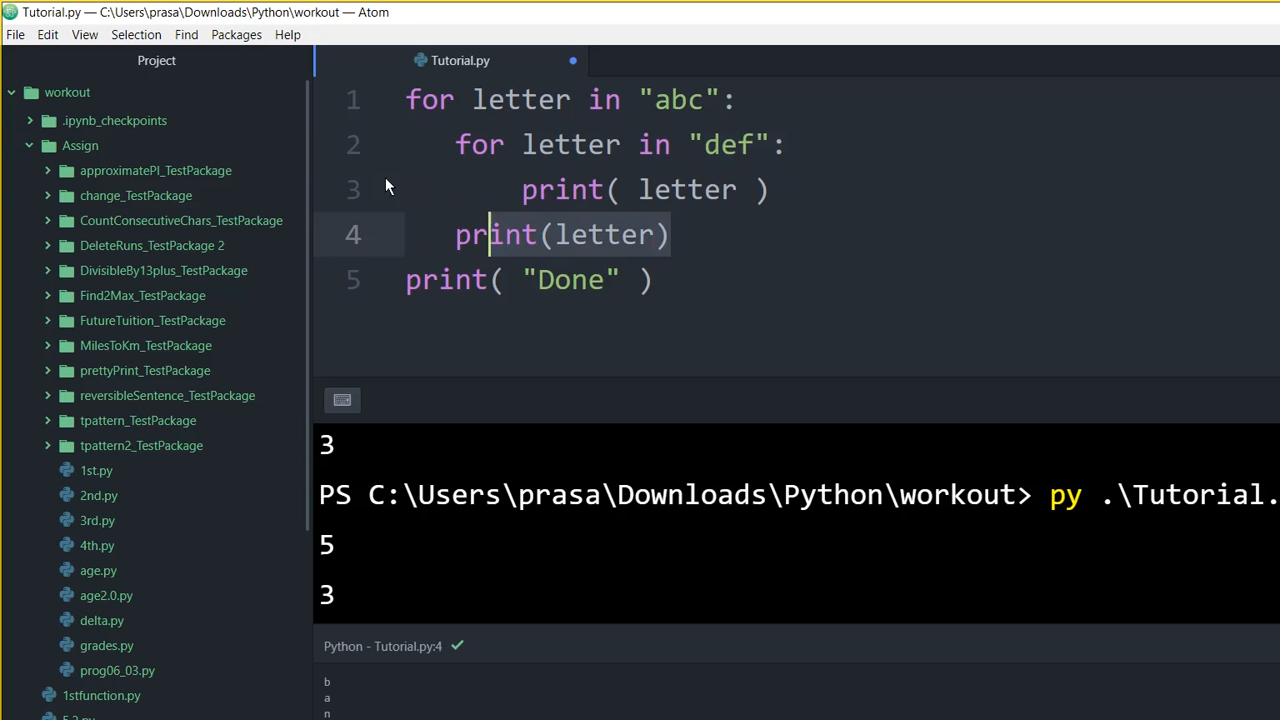 Tutorial.py — C:\Users\prasa\Downloads\Python\workout — Atom
File Edit View Selection Find Packages Help
Project
workout
.ipynb_checkpoints
Assign
approximatePI_TestPackage
change_TestPackage
CountConsecutiveChars_TestPackage
DeleteRuns_TestPackage 2
DivisibleBy13plus_TestPackage
Find2Max_TestPackage
FutureTuition_TestPackage
MilesToKm_TestPackage
prettyPrint_TestPackage
reversibleSentence_TestPackage
tpattern_TestPackage
tpattern2_TestPackage
1st.py
2nd.py
3rd.py
4th.py
age.py
age2.0.py
delta.py
grades.py
prog06_03.py
1stfunction.py
Tutorial.py
1 for letter in "abc":
2 for letter in "def":
3 print( letter )
4 print(letter)
5 print( "Done" )
3
PS C:\Users\prasa\Downloads\Python\workout> py .\Tutorial.
5
3
Python - Tutorial.py:4
b
a
n